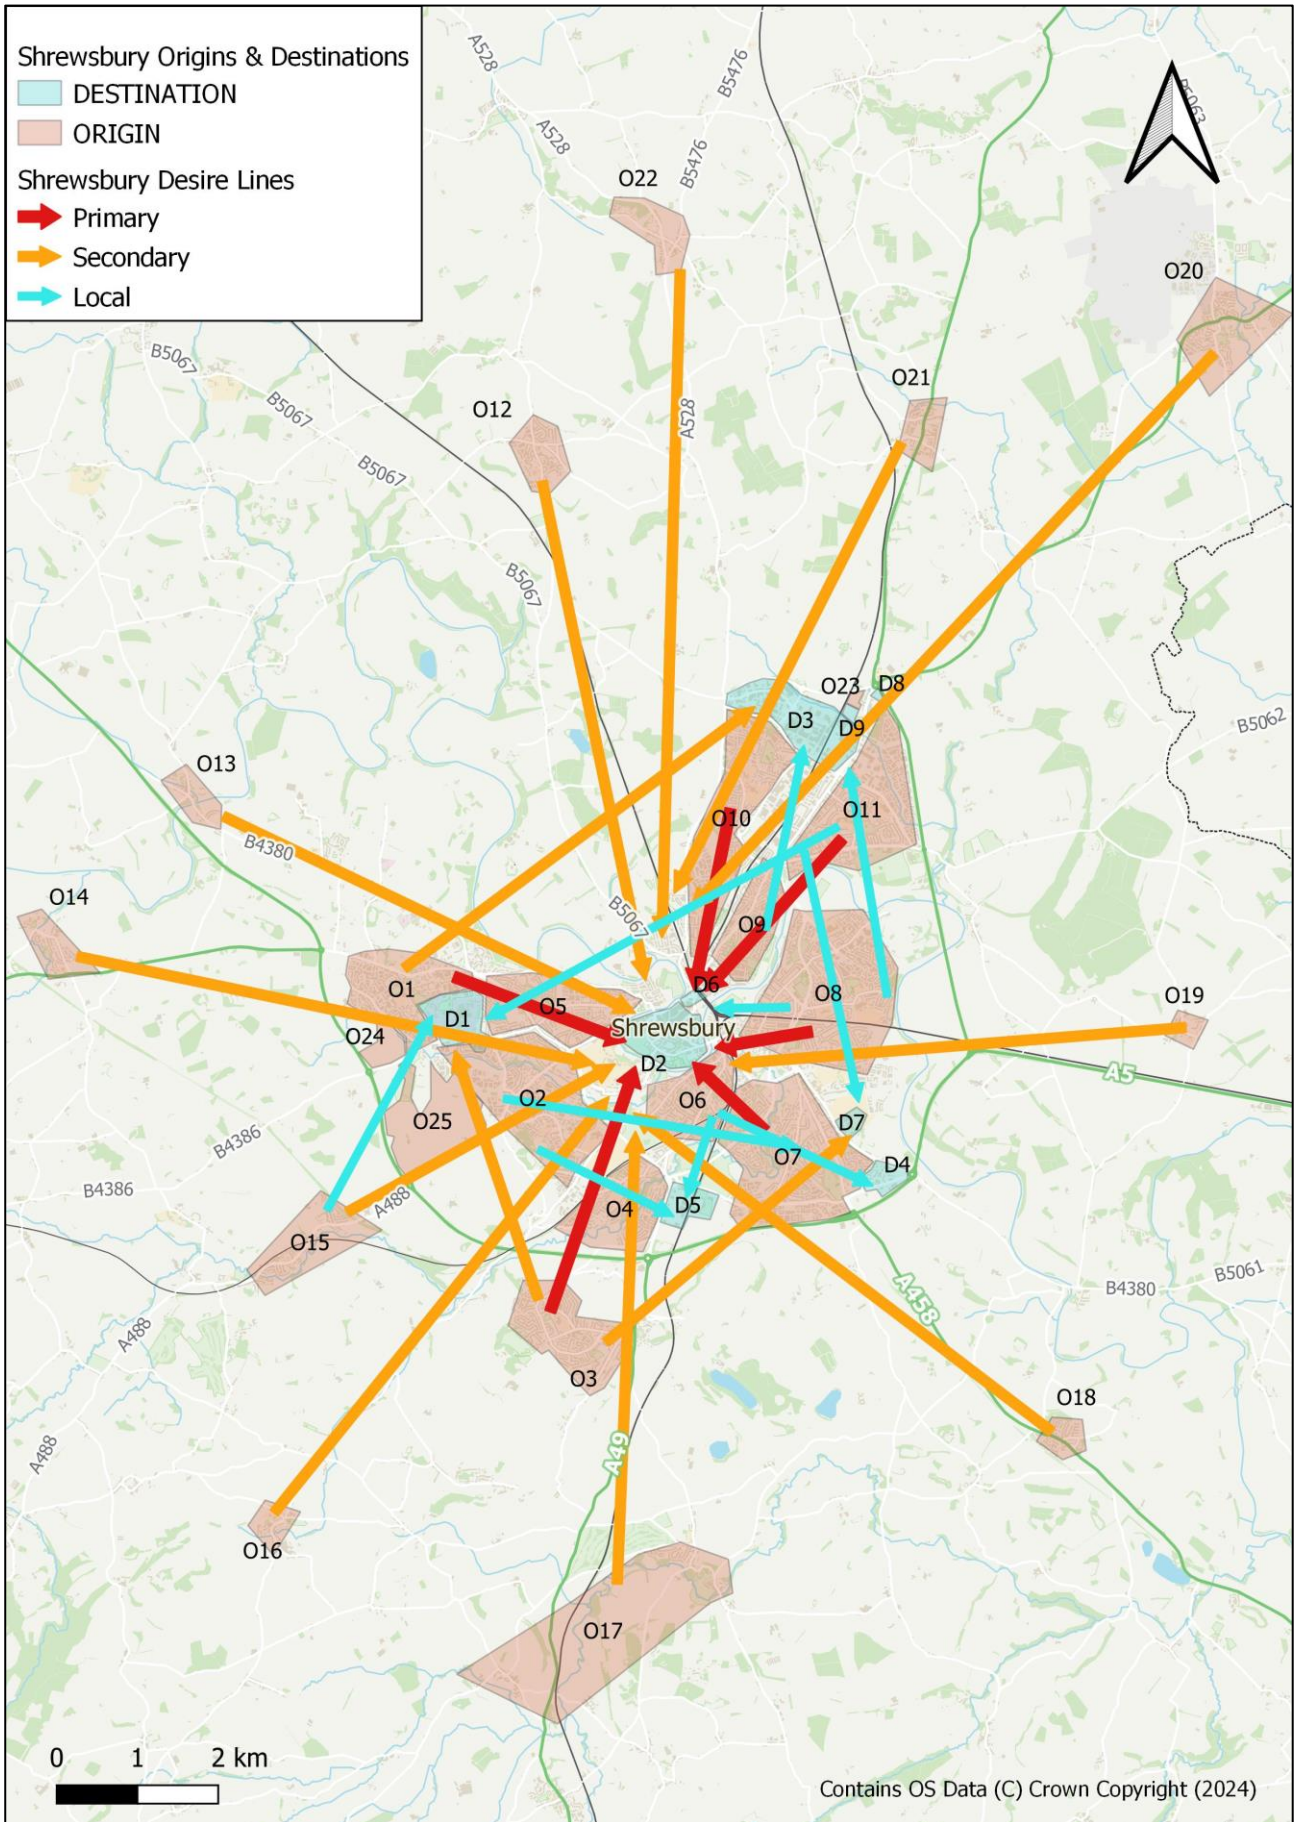 Shrewsbury Origins & Destinations
DESTINATION
ORIGIN
Shrewsbury Desire Lines
Primary
Secondary
Local
A528
B5476
A528
B5476
B5063
O22
O20
B5067
O21
O12
B5067
A528
B5067
B5067
O23
D8
D3
D9
B5062
O13
O10
O11
B4380
O14
B5067
O9
D6
O1
O5
O8
O19
D1
Shrewsbury
O24
D2
A5
O2
O6
O25
D7
B4386
O7
D4
B4386
A488
O4
D5
O15
B5061
B4380
A488
A458
O3
O18
A488
A49
O16
O17
0 1 2 km
Contains OS Data (C) Crown Copyright (2024)